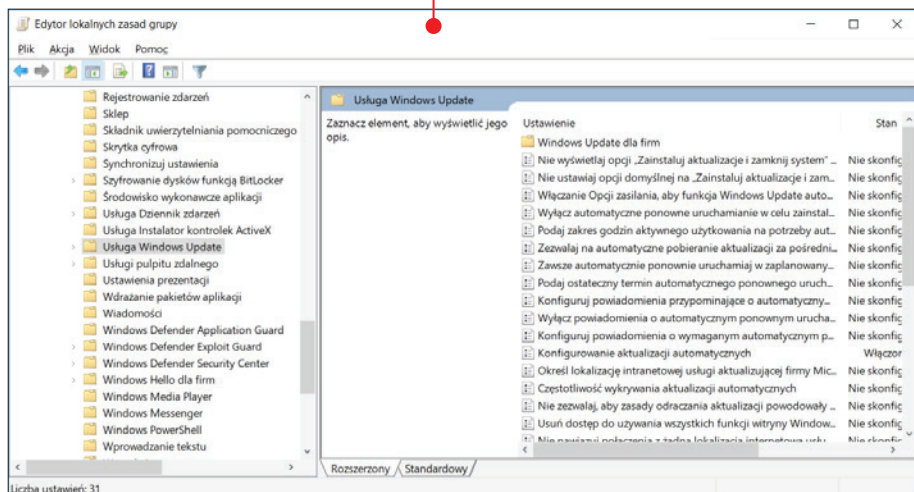 Edytor lokalnych zasad grupy
Plik Akcja Widok Pomoc
Rejestrowanie zdarzeń
Sklep
Składnik uwierzytelniania pomocniczego
Skrytka cyfrowa
Synchronizuj ustawienia
Szyfrowanie dysków funkcją BitLocker
Środowisko wykonawcze aplikacji
Usługa Dziennik zdarzeń
Usługa Instalator kontrolek ActiveX
Usługa Windows Update
Usługi pulpitu zdalnego
Ustawienia prezentacji
Wdrażanie pakietów aplikacji
Wiadomości
Windows Defender Application Guard
Windows Defender Exploit Guard
Windows Defender Security Center
Windows Hello dla firm
Windows Media Player
Windows Messenger
Windows PowerShell
Wprowadzanie tekstu
Usługa Windows Update
Zaznacz element, aby wyświetlić jego
opis.
Ustawienie Stan
Windows Update dla firm
Nie wyświetlaj opcji „Zainstaluj aktualizacje i zamknij system” ... Nie skonfig
Nie ustawiaj opcji domyślnej na „Zainstaluj aktualizacje i zam... Nie skonfig
Włączanie Opcji zasilania, aby funkcja Windows Update auto... Nie skonfig
Wyłącz automatyczne ponowne uruchamianie w celu zainstal... Nie skonfig
Podaj zakres godzin aktywnego użytkowania na potrzeby aut... Nie skonfig
Zezwalaj na automatyczne pobieranie aktualizacji za pośredni... Nie skonfig
Zawsze automatycznie ponownie uruchamiaj w zaplanowany... Nie skonfig
Podaj ostateczny termin automatycznego ponownego uruch... Nie skonfig
Konfiguruj powiadomienia przypominające o automatyczny... Nie skonfig
Wyłącz powiadomienia o automatycznym ponownym urucha... Nie skonfig
Konfiguruj powiadomienia o wymaganym automatycznym p... Nie skonfig
Konfigurowanie aktualizacji automatycznych Włączor
Określ lokalizację intranetowej usługi aktualizującej firmy Mic... Nie skonfig
Częstotliwość wykrywania aktualizacji automatycznych Nie skonfig
Nie zezwalaj, aby zasady odraczania aktualizacji powodowały ... Nie skonfig
Usuń dostęp do używania wszystkich funkcji witryny Window... Nie skonfig
Nie nawiązuj połączenia z żadną lokalizacją internetową usłu... Nie skonfig
Rozszerzony Standardowy
Liczba ustawień: 31